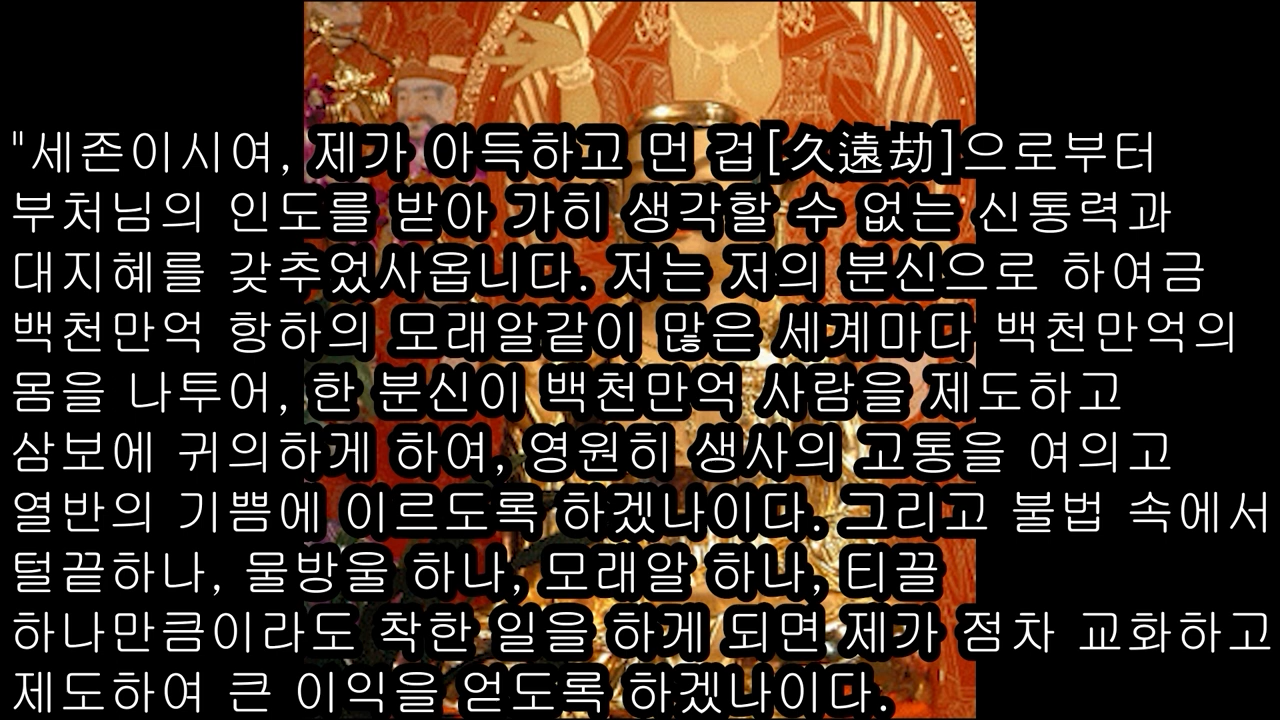 "세존이시여, 제가 아득하고 먼 겁[久遠劫]으로부터
부처님의 인도를 받아 가히 생각할 수 없는 신통력과
대지혜를 갖추었사옵니다. 저는 저의 분신으로 하여금
백천만억 항하의 모래알같이 많은 세계마다 백천만억의
몸을 나투어, 한 분신이 백천만억 사람을 제도하고
삼보에 귀의하게 하여, 영원히 생사의 고통을 여의고
열반의 기쁨에 이르도록 하겠나이다. 그리고 불법 속에서
털끝하나, 물방울 하나, 모래알 하나, 티끌
하나만큼이라도 착한 일을 하게 되면 제가 점차 교화하고
제도하여 큰 이익을 얻도록 하겠나이다.